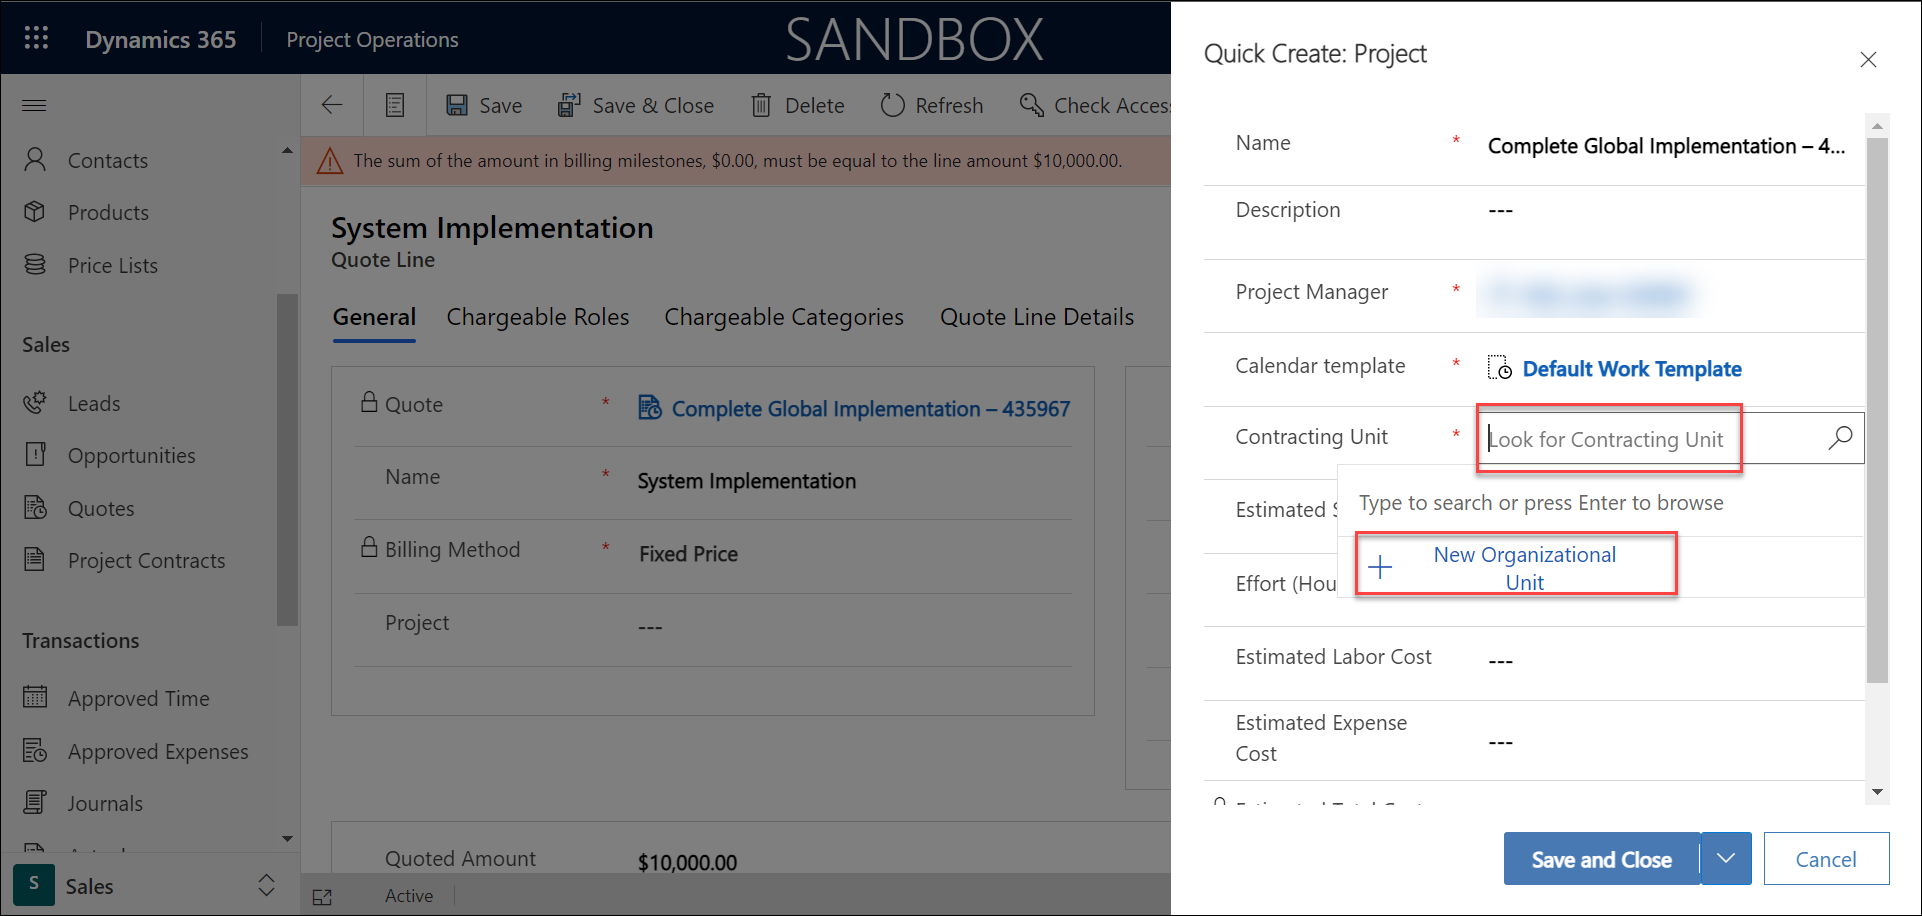 Dynamics 365
Project Operations
SANDBOX
Save
Save & Close
Delete
Refresh
Check Access
The sum of the amount in billing milestones, $0.00, must be equal to the line amount $10,000.00.
Contacts
Products
Price Lists
Sales
Leads
Opportunities
Quotes
Project Contracts
Transactions
Approved Time
Approved Expenses
Journals
S
Sales
System Implementation
Quote Line
General
Chargeable Roles
Chargeable Categories
Quote Line Details
Quote
*
Complete Global Implementation – 435967
Name
*
System Implementation
Billing Method
*
Fixed Price
Project
---
Quoted Amount
$10,000.00
Active
Quick Create: Project
Name
*
Complete Global Implementation – 4...
Description
---
Project Manager
*
Calendar template
*
Default Work Template
Contracting Unit
*
Look for Contracting Unit
Type to search or press Enter to browse
New Organizational
Unit
Estimated S
Effort (Hou
Estimated Labor Cost
---
Estimated Expense
Cost
---
Estimated Total Cost
Save and Close
Cancel